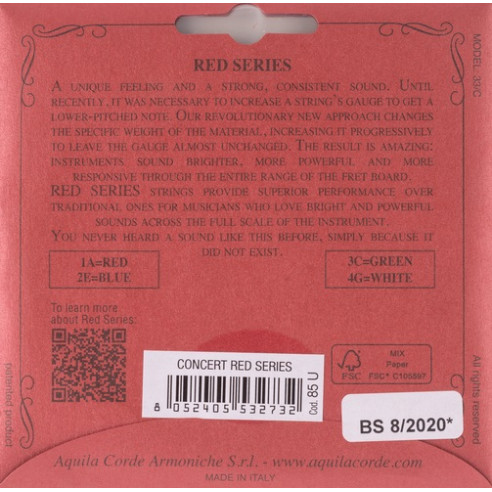 RED SERIES
A UNIQUE FEELING AND A STRONG, CONSISTENT SOUND. UNTIL
RECENTLY, IT WAS NECESSARY TO INCREASE A STRING'S GAUGE TO GET A
LOWER-PITCHED NOTE. OUR REVOLUTIONARY NEW APPROACH CHANGES
THE SPECIFIC WEIGHT OF THE MATERIAL, INCREASING IT PROGRESSIVELY
TO LEAVE THE GAUGE ALMOST UNCHANGED. THE RESULT IS AMAZING:
INSTRUMENTS SOUND BRIGHTER, MORE POWERFUL AND MORE
RESPONSIVE THROUGH THE ENTIRE RANGE OF THE FRET BOARD.
RED SERIES STRINGS PROVIDE SUPERIOR PERFORMANCE OVER
TRADITIONAL ONES FOR MUSICIANS WHO LOVE BRIGHT AND POWERFUL
SOUNDS ACROSS THE FULL SCALE OF THE INSTRUMENT.
YOU NEVER HEARD A SOUND LIKE THIS BEFORE, SIMPLY BECAUSE IT
DID NOT EXIST.
1A=RED
2E=BLUE
3C=GREEN
4G=WHITE
To learn more
about Red Series:
CONCERT RED SERIES
8 052405 532732
Cod. 85 U
FSC
MIX
Paper
FSC® C105867
BS 8/2020*
patented product
All rights reserved
Aquila Corde Armoniche S.r.l. - www.aquilacorde.com
MADE IN ITALY